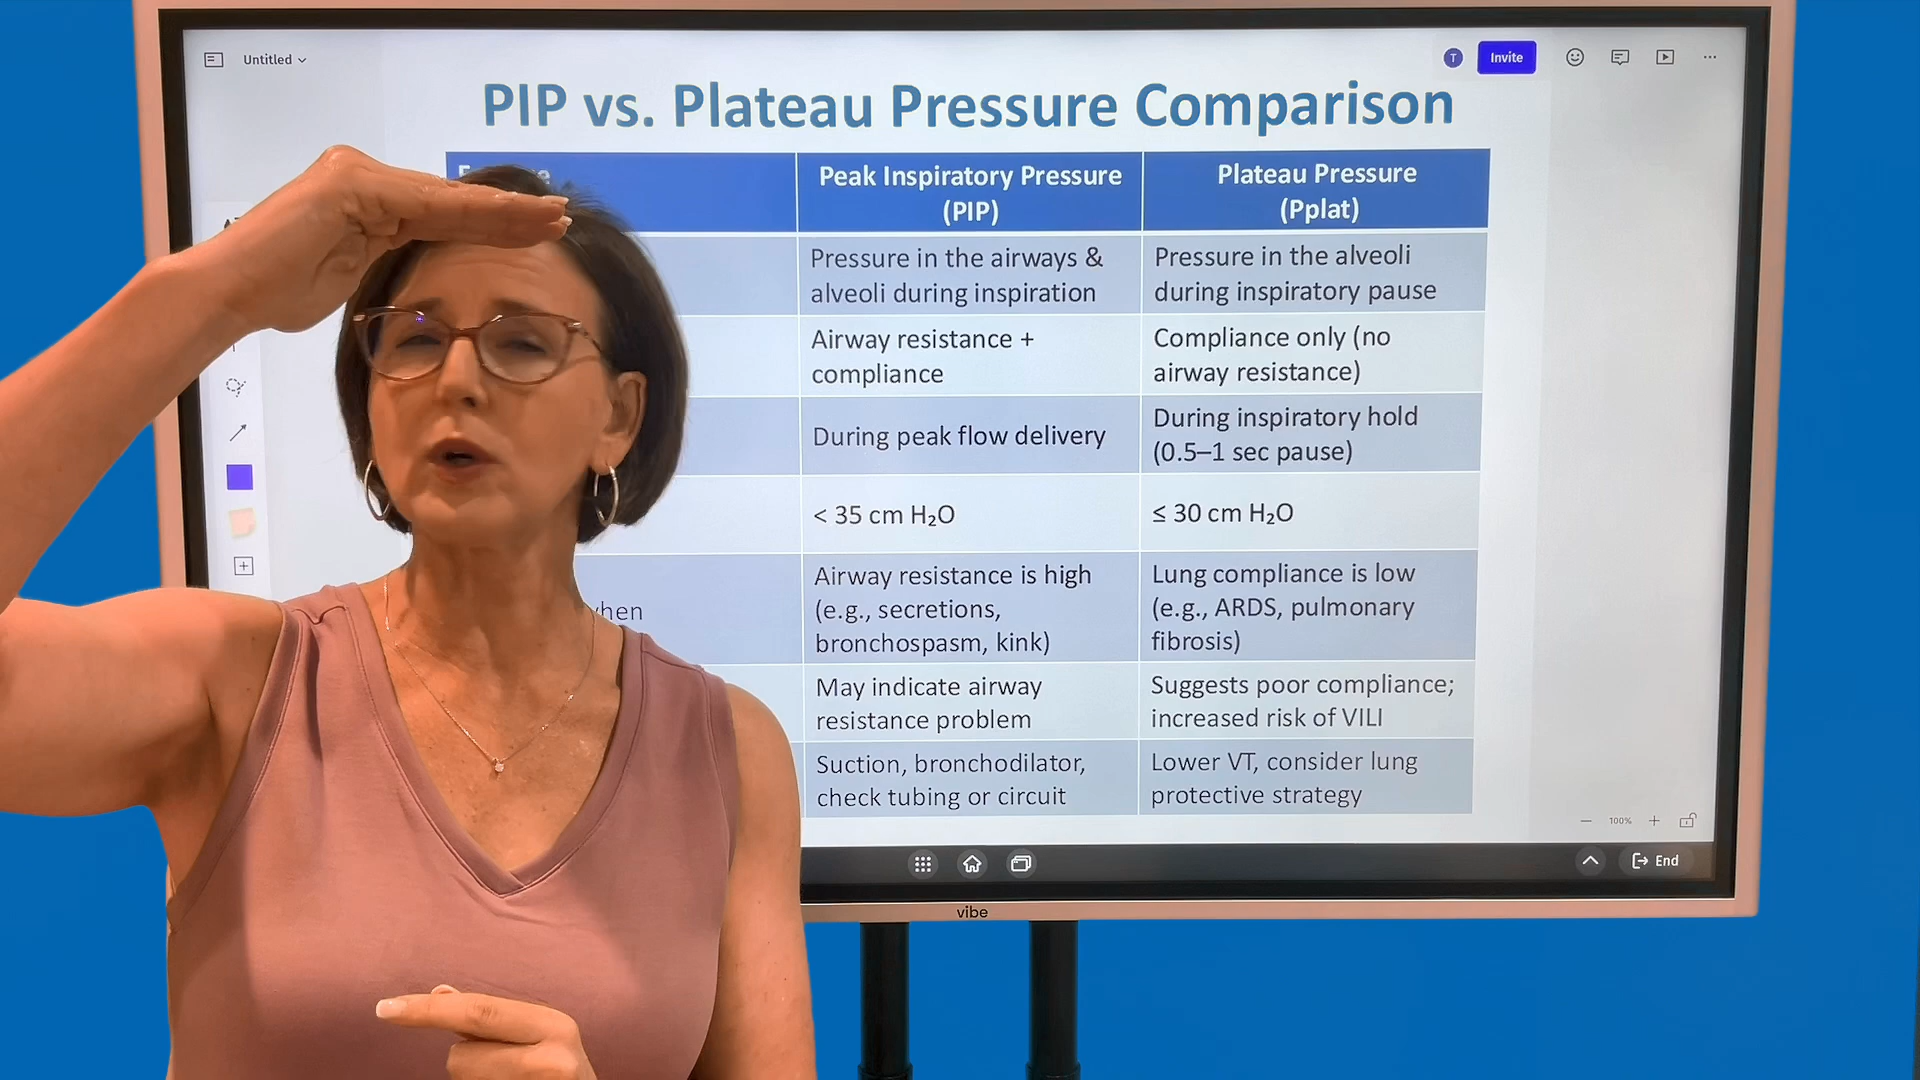 Untitled
T
Invite
PIP vs. Plateau Pressure Comparison
Peak Inspiratory Pressure
(PIP)
Plateau Pressure
(Pplat)
Pressure in the airways &
alveoli during inspiration
Pressure in the alveoli
during inspiratory pause
Airway resistance +
compliance
Compliance only (no
airway resistance)
During peak flow delivery
During inspiratory hold
(0.5–1 sec pause)
< 35 cm H₂O
≤ 30 cm H₂O
when
Airway resistance is high
(e.g., secretions,
bronchospasm, kink)
Lung compliance is low
(e.g., ARDS, pulmonary
fibrosis)
May indicate airway
resistance problem
Suggests poor compliance;
increased risk of VILI
Suction, bronchodilator,
check tubing or circuit
Lower VT, consider lung
protective strategy
100%
End
vibe